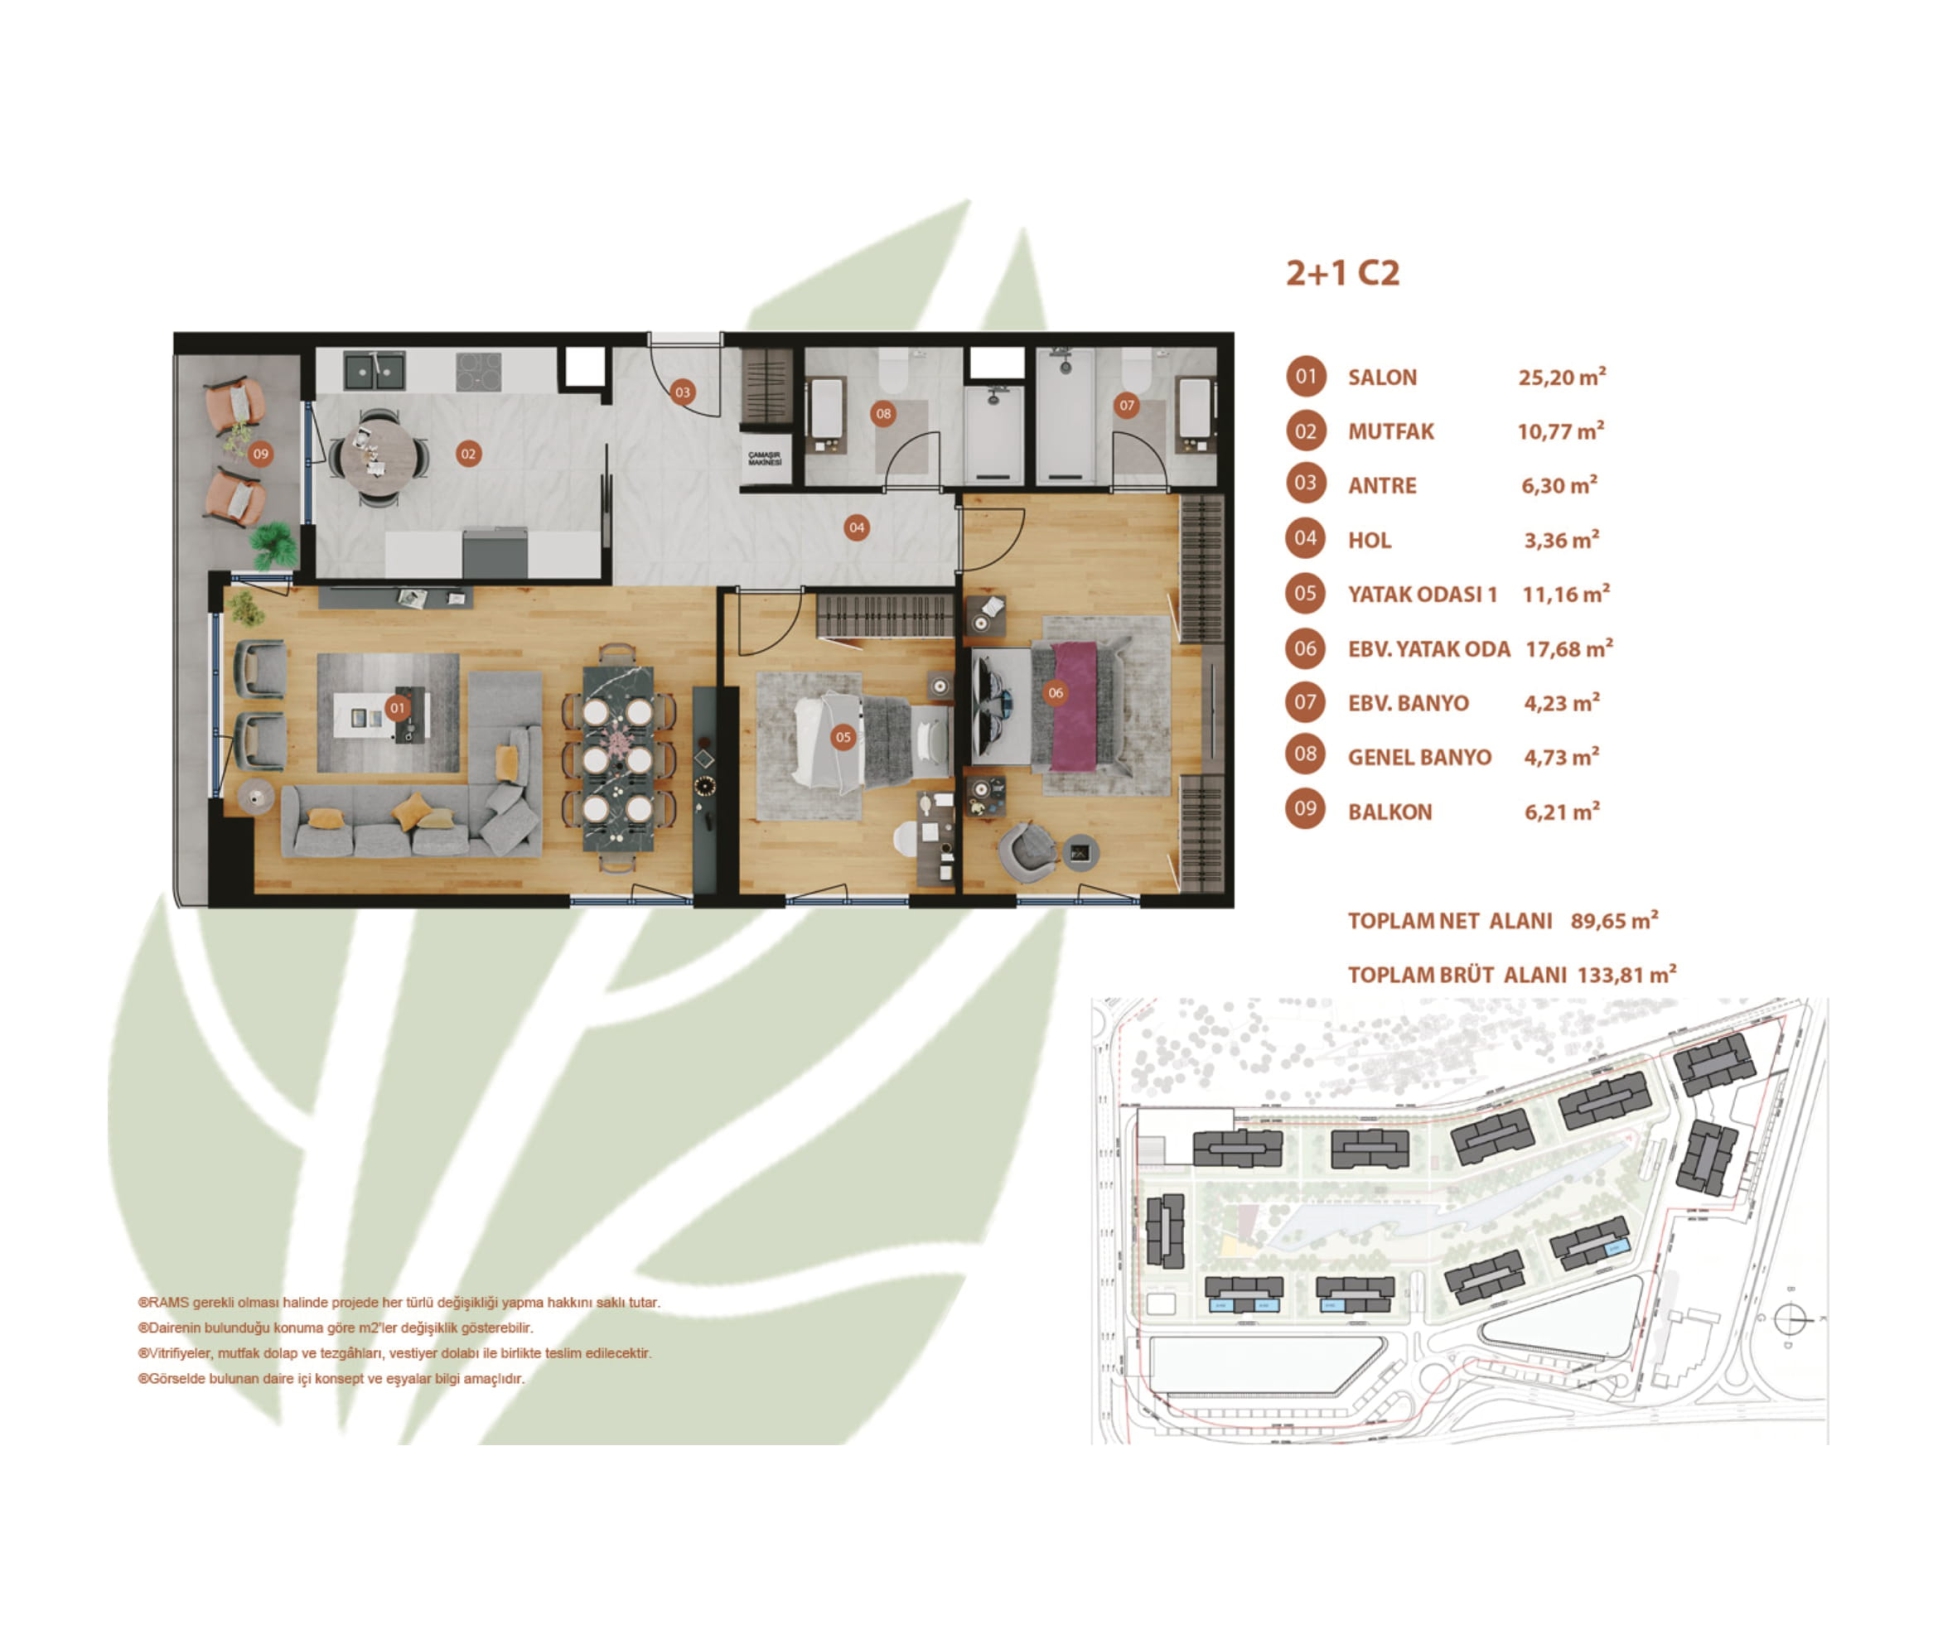 2+1 C2
01 SALON 25,20 m²
02 MUTFAK 10,77 m²
03 ANTRE 6,30 m²
04 HOL 3,36 m²
05 YATAK ODASI 1 11,16 m²
06 EBV. YATAK ODA 17,68 m²
07 EBV. BANYO 4,23 m²
08 GENEL BANYO 4,73 m²
09 BALKON 6,21 m²
TOPLAM NET ALANI 89,65 m²
TOPLAM BRÜT ALANI 133,81 m²
03
07
08
09
02
ÇAMAŞIR
MAKİNESİ
04
06
01
05
®RAMS gerekli olması halinde projede her türlü değişikliği yapma hakkını saklı tutar.
®Dairenin bulunduğu konuma göre m2'ler değişiklik gösterebilir.
®Vitrifiyeler, mutfak dolap ve tezgâhları, vestiyer dolabı ile birlikte teslim edilecektir.
®Görselde bulunan daire içi konsept ve eşyalar bilgi amaçlıdır.
B
K
G
D